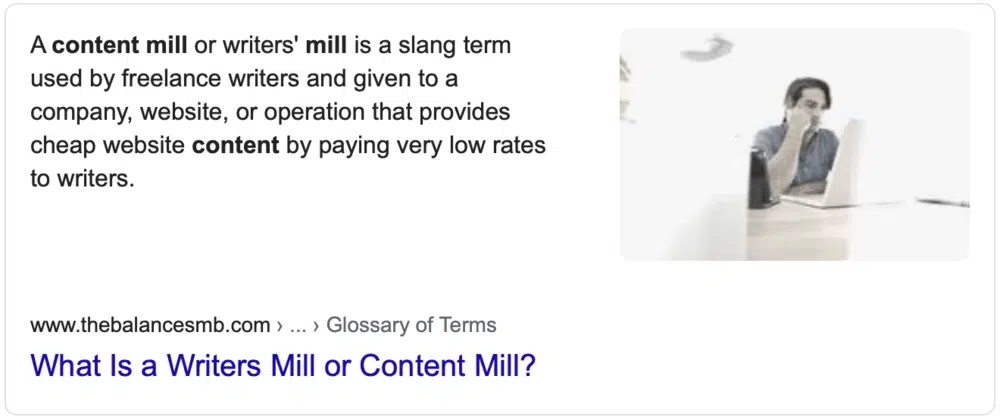 A content mill or writers' mill is a slang term
used by freelance writers and given to a
company, website, or operation that provides
cheap website content by paying very low rates
to writers.
www.thebalancesmb.com › ... › Glossary of Terms
What Is a Writers Mill or Content Mill?